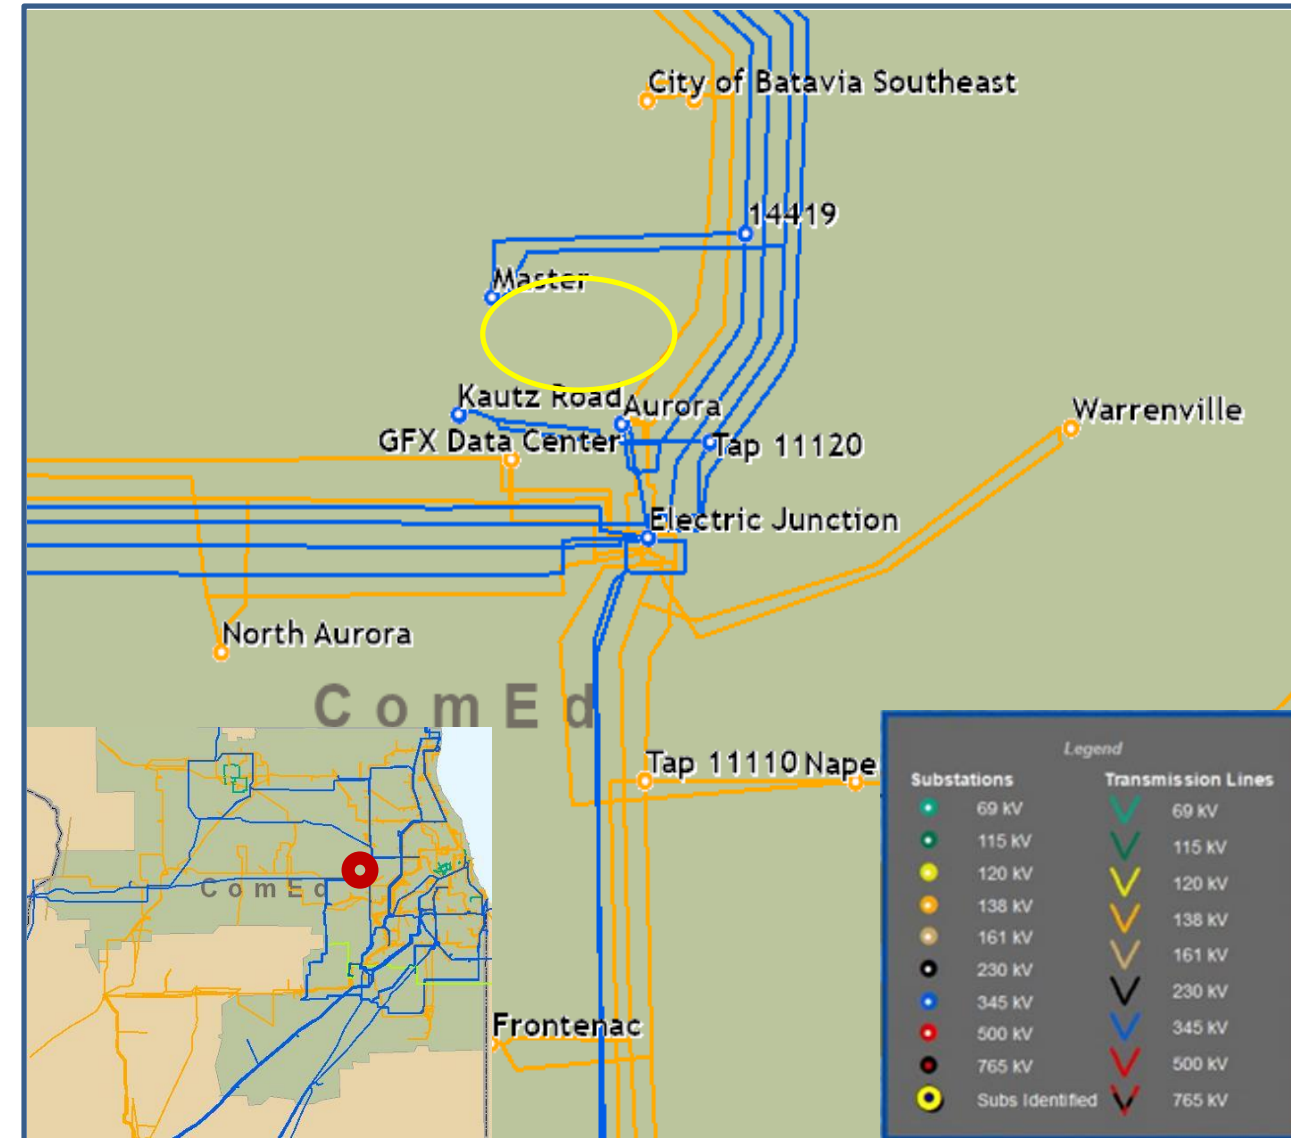 City of Batavia Southeast
14419
Master
Kautz Road
Aurora
Warrenville
GFX Data Center
Tap 11120
Electric Junction
North Aurora
ComEd
Tap 11110
Nape
Frontenac
ComEd
Legend
Substations
Transmission Lines
69 kV
69 kV
115 kV
115 kV
120 kV
120 kV
138 kV
138 kV
161 kV
161 kV
230 kV
230 kV
345 kV
345 kV
500 kV
500 kV
765 kV
Subs Identified
765 kV